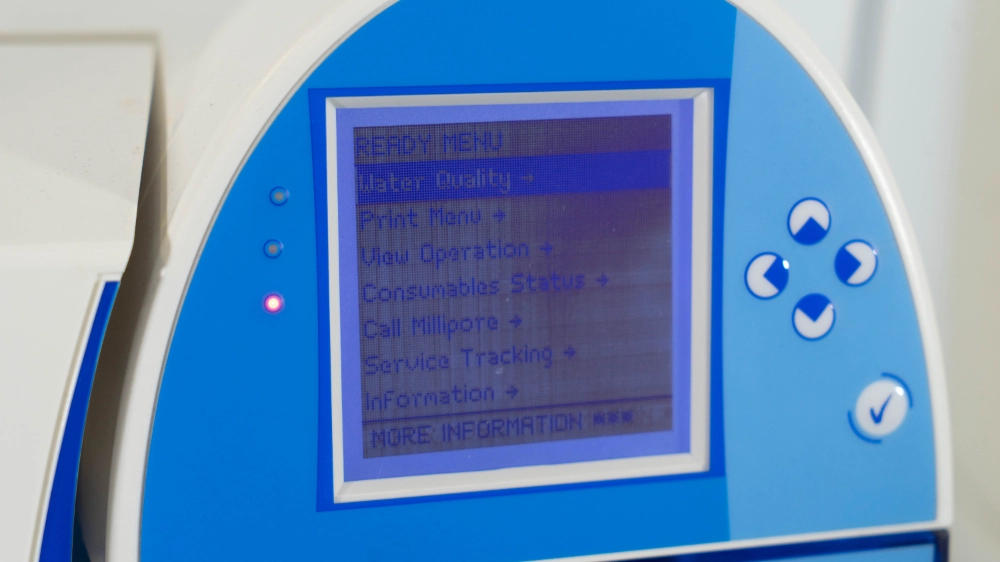 READY MENU
Water Quality →
Print Menu →
View Operation →
Consumables Status →
Call Millipore →
Service Tracking →
Information →
MORE INFORMATION ***